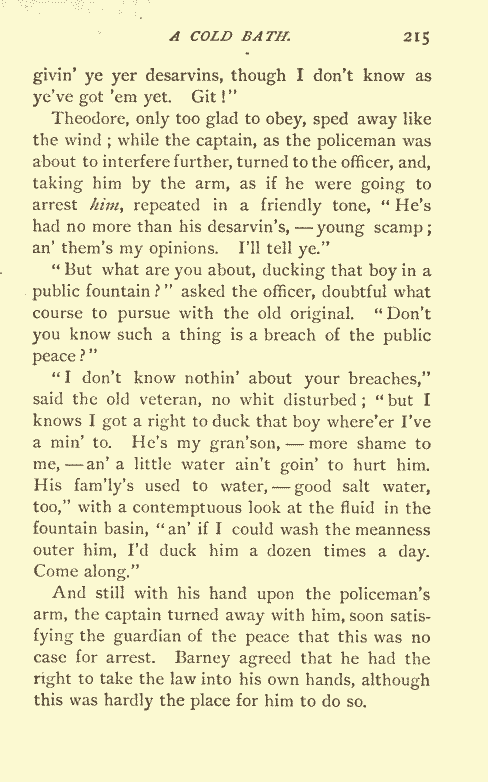 A COLD BATH. 215
givin' ye yer desarvins, though I don't know as
ye've got 'em yet. Git!"
Theodore, only too glad to obey, sped away like
the wind; while the captain, as the policeman was
about to interfere further, turned to the officer, and,
taking him by the arm, as if he were going to
arrest him, repeated in a friendly tone, "He's
had no more than his desarvin's, — young scamp;
an' them's my opinions. I'll tell ye."
"But what are you about, ducking that boy in a
public fountain?" asked the officer, doubtful what
course to pursue with the old original. "Don't
you know such a thing is a breach of the public
peace?"
"I don't know nothin' about your breaches,"
said the old veteran, no whit disturbed; "but I
knows I got a right to duck that boy where'er I've
a min' to. He's my gran'son, — more shame to
me, — an' a little water ain't goin' to hurt him.
His fam'ly's used to water, — good salt water,
too," with a contemptuous look at the fluid in the
fountain basin, "an' if I could wash the meanness
outer him, I'd duck him a dozen times a day.
Come along."
And still with his hand upon the policeman's
arm, the captain turned away with him, soon satis-
fying the guardian of the peace that this was no
case for arrest. Barney agreed that he had the
right to take the law into his own hands, although
this was hardly the place for him to do so.